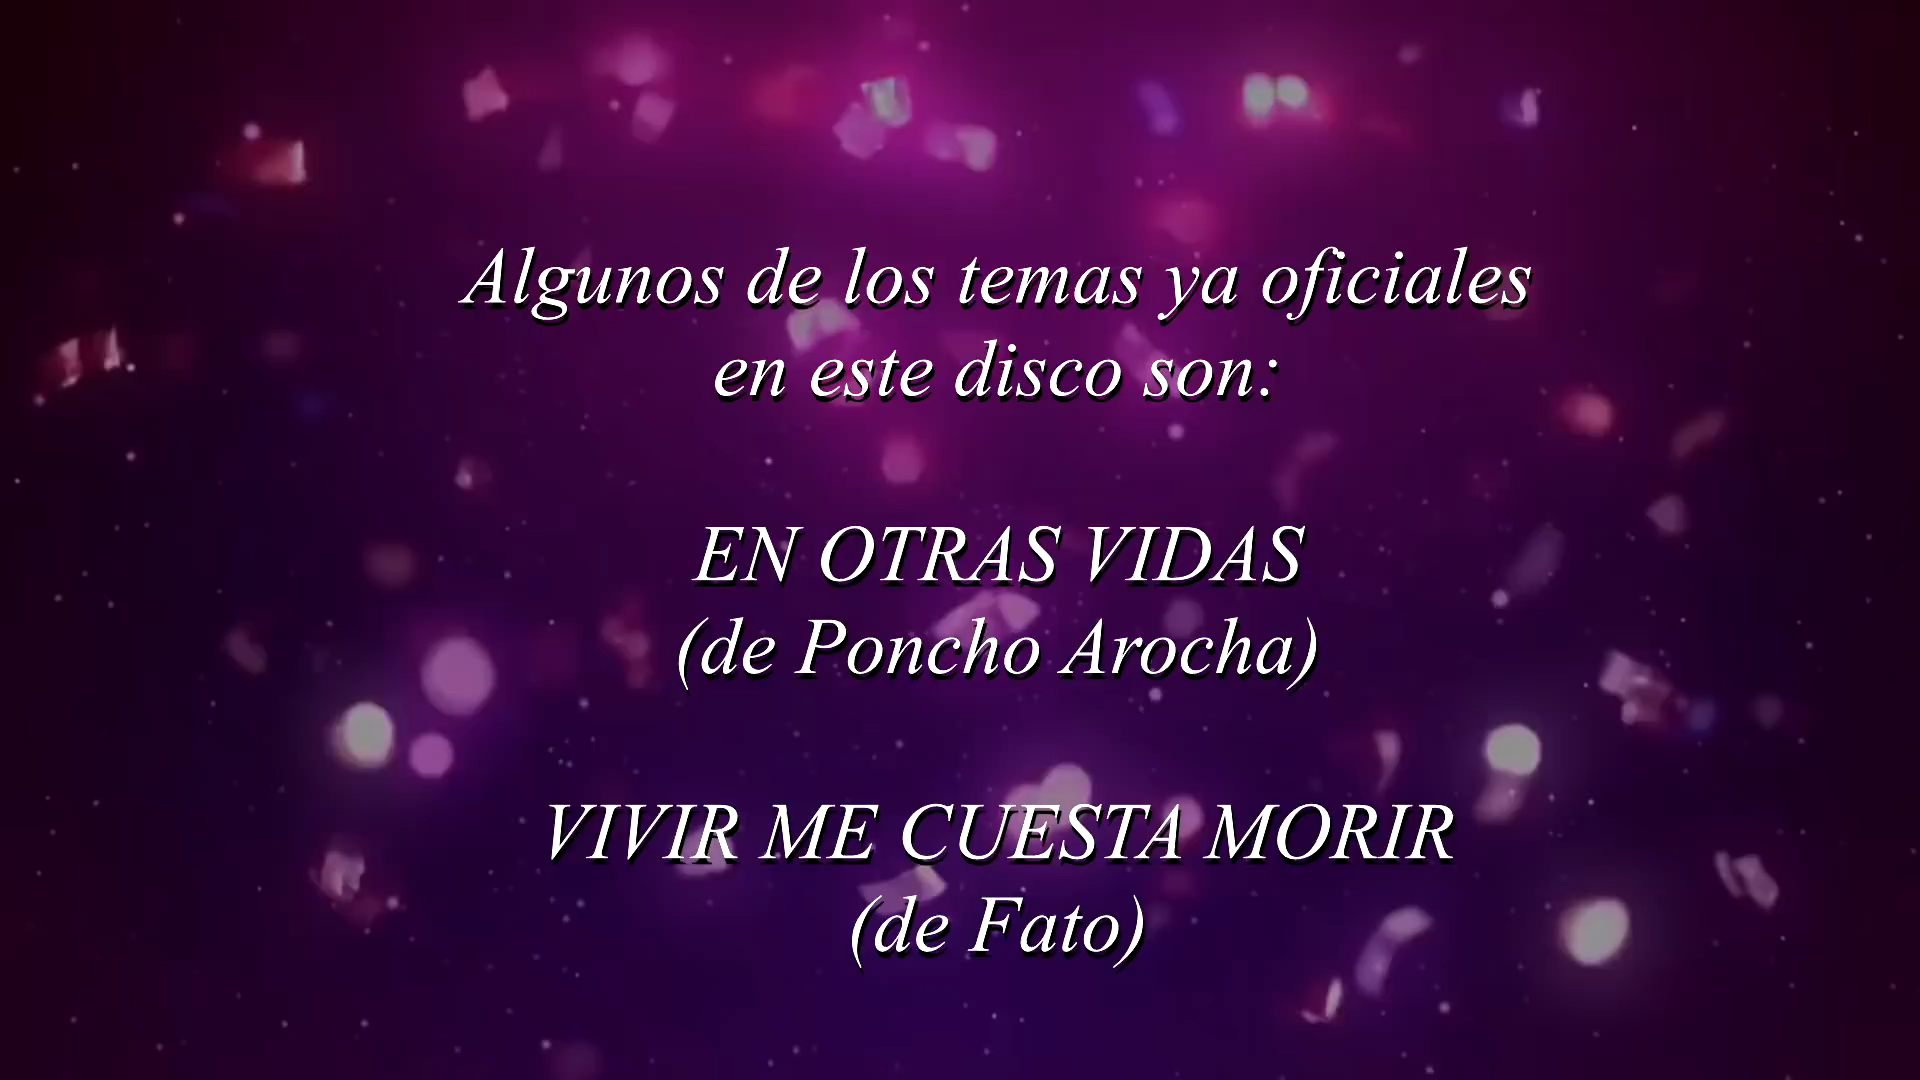 Algunos de los temas ya oficiales
en este disco son:
EN OTRAS VIDAS
(de Poncho Arocha)
VIVIR ME CUESTA MORIR
(de Fato)